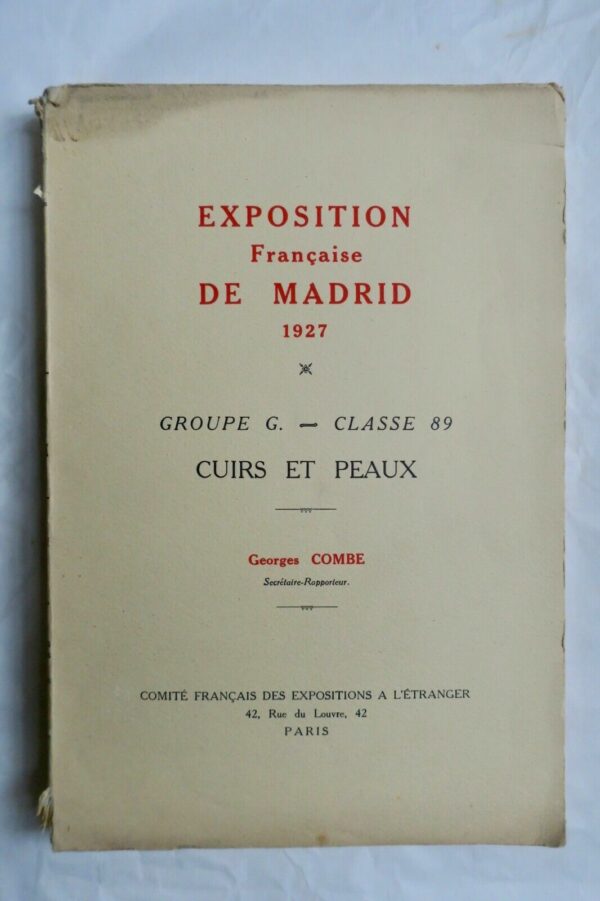 EXPOSITION
Française
DE MADRID
1927
GROUPE G. — CLASSE 89
CUIRS ET PEAUX
Georges COMBE
Secrétaire-Rapporteur.
COMITÉ FRANÇAIS DES EXPOSITIONS A L'ÉTRANGER
42, Rue du Louvre, 42
PARIS